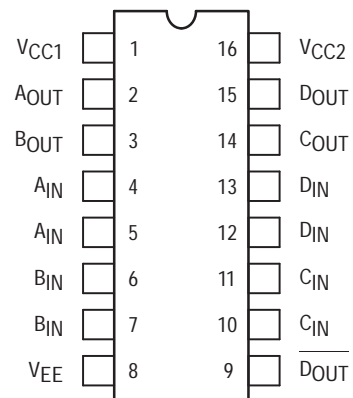 VCC1 1 16 VCC2
AOUT 2 15 DOUT
BOUT 3 14 COUT
AIN 4 13 DIN
AIN 5 12 DIN
BIN 6 11 CIN
BIN 7 10 CIN
VEE 8 9 D̅O̅U̅T̅